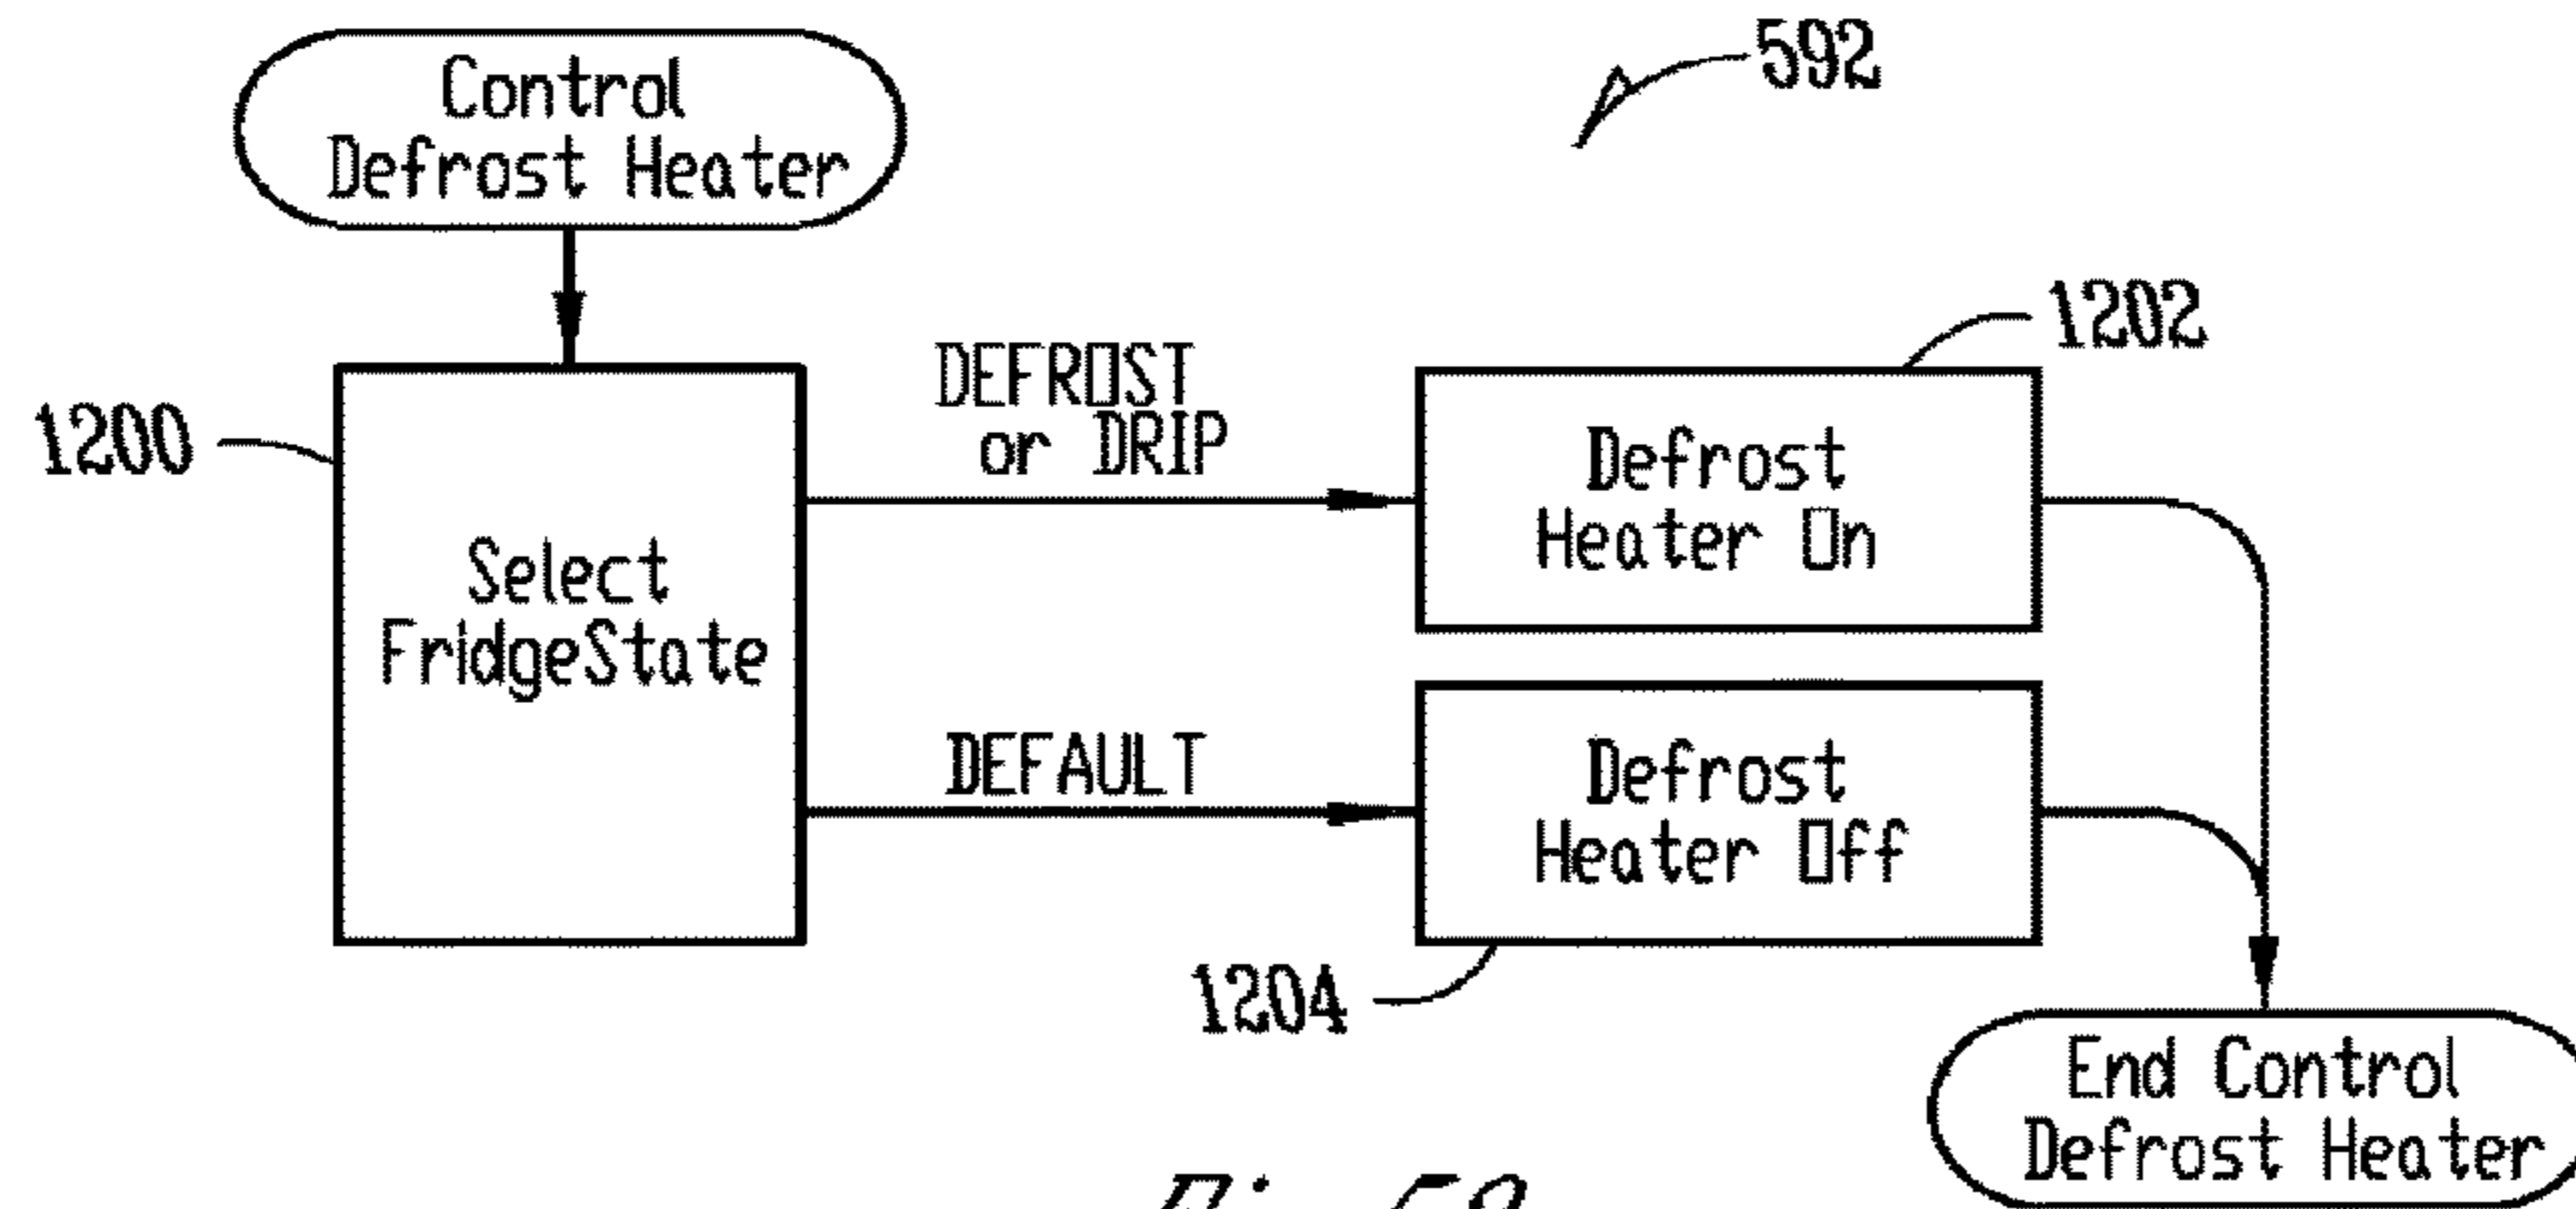 Control
Defrost Heater
592
1202
1200
DEFROST
or DRIP
Defrost
Heater On
Select
FridgeState
DEFAULT
Defrost
Heater Off
1204
End Control
Defrost Heater